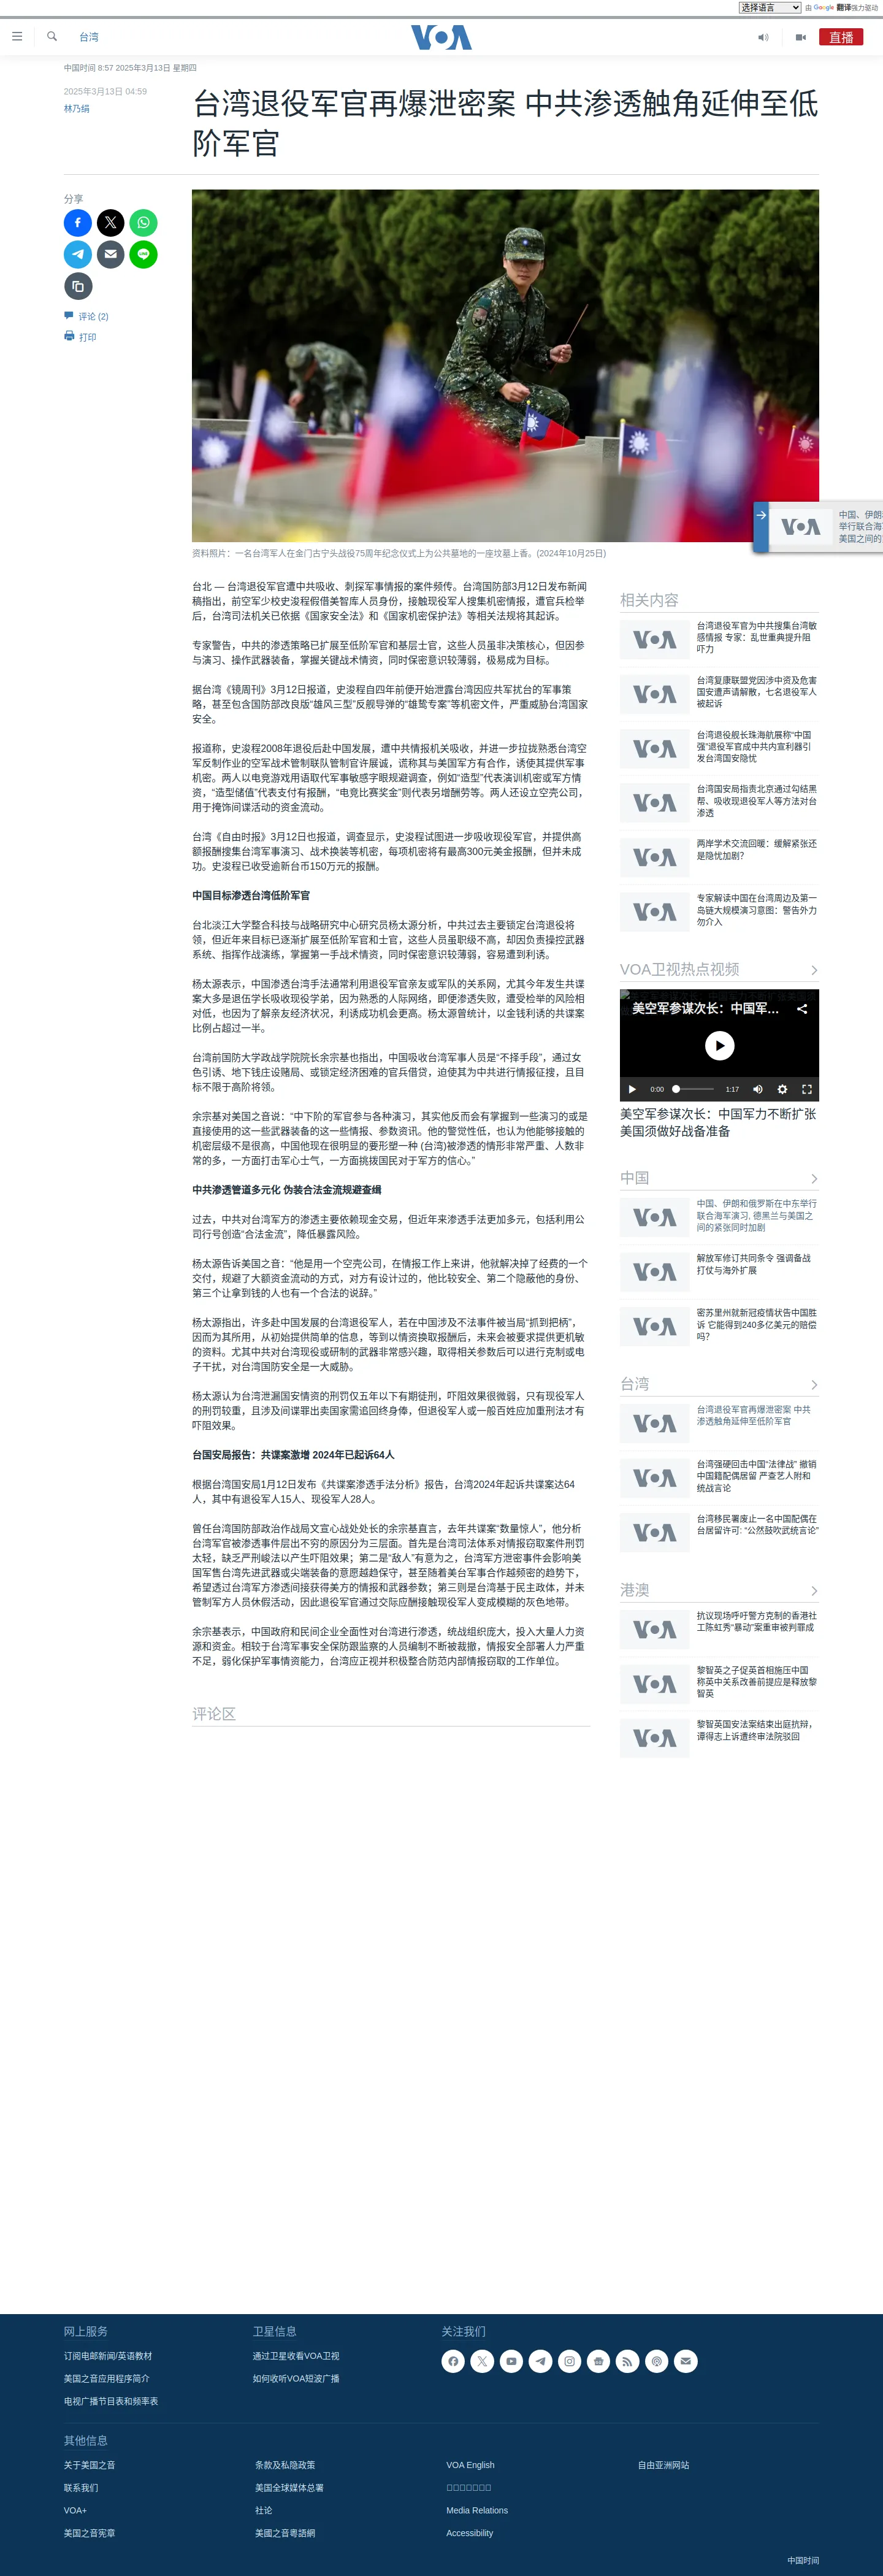 选择语言 由 Google 翻译强力驱动
台湾
VOA
直播
中国时间 8:57 2025年3月13日 星期四
2025年3月13日 04:59
林乃绢
台湾退役军官再爆泄密案 中共渗透触角延伸至低
阶军官
分享
评论 (2)
打印
资料照片：一名台湾军人在金门古宁头战役75周年纪念仪式上为公共墓地的一座坟墓上香。(2024年10月25日)
VOA
中国、伊朗
举行联合海
美国之间的
台北 — 台湾退役军官遭中共吸收、刺探军事情报的案件频传。台湾国防部3月12日发布新闻
稿指出，前空军少校史浚程假借美智库人员身份，接触现役军人搜集机密情报，遭官兵检举
后，台湾司法机关已依据《国家安全法》和《国家机密保护法》等相关法规将其起诉。
专家警告，中共的渗透策略已扩展至低阶军官和基层士官，这些人员虽非决策核心，但因参
与演习、操作武器装备，掌握关键战术情资，同时保密意识较薄弱，极易成为目标。
据台湾《镜周刊》3月12日报道，史浚程自四年前便开始泄露台湾因应共军扰台的军事策
略，甚至包含国防部改良版“雄风三型”反舰导弹的“雄鸷专案”等机密文件，严重威胁台湾国家
安全。
报道称，史浚程2008年退役后赴中国发展，遭中共情报机关吸收，并进一步拉拢熟悉台湾空
军反制作业的空军战术管制联队管制官许展诚，谎称其与美国军方有合作，诱使其提供军事
机密。两人以电竞游戏用语取代军事敏感字眼规避调查，例如“造型”代表演训机密或军方情
资，“造型储值”代表支付有报酬，“电竞比赛奖金”则代表另增酬劳等。两人还设立空壳公司，
用于掩饰间谍活动的资金流动。
台湾《自由时报》3月12日也报道，调查显示，史浚程试图进一步吸收现役军官，并提供高
额报酬搜集台湾军事演习、战术换装等机密，每项机密将有最高300元美金报酬，但并未成
功。史浚程已收受逾新台币150万元的报酬。
中国目标渗透台湾低阶军官
台北淡江大学整合科技与战略研究中心研究员杨太源分析，中共过去主要锁定台湾退役将
领，但近年来目标已逐渐扩展至低阶军官和士官，这些人员虽职级不高，却因负责操控武器
系统、指挥作战演练，掌握第一手战术情资，同时保密意识较薄弱，容易遭到利诱。
杨太源表示，中国渗透台湾手法通常利用退役军官亲友或军队的关系网，尤其今年发生共谍
案大多是退伍学长吸收现役学弟，因为熟悉的人际网络，即便渗透失败，遭受检举的风险相
对低，也因为了解亲友经济状况，利诱成功机会更高。杨太源曾统计，以金钱利诱的共谍案
比例占超过一半。
台湾前国防大学政战学院院长余宗基也指出，中国吸收台湾军事人员是“不择手段”，通过女
色引诱、地下钱庄设赌局、或锁定经济困难的官兵借贷，迫使其为中共进行情报征搜，且目
标不限于高阶将领。
余宗基对美国之音说：“中下阶的军官参与各种演习，其实他反而会有掌握到一些演习的或是
直接使用的这一些武器装备的这一些情报、参数资讯。他的警觉性低，也认为他能够接触的
机密层级不是很高，中国他现在很明显的要形塑一种 (台湾)被渗透的情形非常严重、人数非
常的多，一方面打击军心士气，一方面挑拨国民对于军方的信心。”
中共渗透管道多元化 伪装合法金流规避查缉
过去，中共对台湾军方的渗透主要依赖现金交易，但近年来渗透手法更加多元，包括利用公
司行号创造“合法金流”，降低暴露风险。
杨太源告诉美国之音：“他是用一个空壳公司，在情报工作上来讲，他就解决掉了经费的一个
交付，规避了大额资金流动的方式，对方有设计过的，他比较安全、第二个隐蔽他的身份、
第三个让拿到钱的人也有一个合法的说辞。”
杨太源指出，许多赴中国发展的台湾退役军人，若在中国涉及不法事件被当局“抓到把柄”，
因而为其所用，从初始提供简单的信息，等到以情资换取报酬后，未来会被要求提供更机敏
的资料。尤其中共对台湾现役或研制的武器非常感兴趣，取得相关参数后可以进行克制或电
子干扰，对台湾国防安全是一大威胁。
杨太源认为台湾泄漏国安情资的刑罚仅五年以下有期徒刑，吓阻效果很微弱，只有现役军人
的刑罚较重，且涉及间谍罪出卖国家需追回终身俸，但退役军人或一般百姓应加重刑法才有
吓阻效果。
台国安局报告：共谍案激增 2024年已起诉64人
根据台湾国安局1月12日发布《共谍案渗透手法分析》报告，台湾2024年起诉共谍案达64
人，其中有退役军人15人、现役军人28人。
曾任台湾国防部政治作战局文宣心战处处长的余宗基直言，去年共谍案“数量惊人”，他分析
台湾军官被渗透事件层出不穷的原因分为三层面。首先是台湾司法体系对情报窃取案件刑罚
太轻，缺乏严刑峻法以产生吓阻效果；第二是“敌人”有意为之，台湾军方泄密事件会影响美
国军售台湾先进武器或尖端装备的意愿越趋保守，甚至随着美台军事合作越频密的趋势下，
希望透过台湾军方渗透间接获得美方的情报和武器参数；第三则是台湾基于民主政体，并未
管制军方人员休假活动，因此退役军官通过交际应酬接触现役军人变成模糊的灰色地带。
余宗基表示，中国政府和民间企业全面性对台湾进行渗透，统战组织庞大，投入大量人力资
源和资金。相较于台湾军事安全保防跟监察的人员编制不断被裁撤，情报安全部署人力严重
不足，弱化保护军事情资能力，台湾应正视并积极整合防范内部情报窃取的工作单位。
评论区
相关内容
VOA
台湾退役军官为中共搜集台湾敏
感情报 专家：乱世重典提升阻
吓力
VOA
台湾复康联盟党因涉中资及危害
国安遭声请解散，七名退役军人
被起诉
VOA
台湾退役舰长珠海航展称“中国
强”退役军官成中共内宣利器引
发台湾国安隐忧
VOA
台湾国安局指责北京通过勾结黑
帮、吸收现退役军人等方法对台
渗透
VOA
两岸学术交流回暖：缓解紧张还
是隐忧加剧？
VOA
专家解读中国在台湾周边及第一
岛链大规模演习意图：警告外力
勿介入
VOA卫视热点视频
美空军参谋次长：中国军...
0:00 1:17
美空军参谋次长：中国军力不断扩张
美国须做好战备准备
中国
VOA
中国、伊朗和俄罗斯在中东举行
联合海军演习, 德黑兰与美国之
间的紧张同时加剧
VOA
解放军修订共同条令 强调备战
打仗与海外扩展
VOA
密苏里州就新冠疫情状告中国胜
诉 它能得到240多亿美元的赔偿
吗？
台湾
VOA
台湾退役军官再爆泄密案 中共
渗透触角延伸至低阶军官
VOA
台湾强硬回击中国“法律战” 撤销
中国籍配偶居留 严查艺人附和
统战言论
VOA
台湾移民署废止一名中国配偶在
台居留许可: “公然鼓吹武统言论”
港澳
VOA
抗议现场呼吁警方克制的香港社
工陈虹秀“暴动”案重审被判罪成
VOA
黎智英之子促英首相施压中国
称英中关系改善前提应是释放黎
智英
VOA
黎智英国安法案结束出庭抗辩，
谭得志上诉遭终审法院驳回
网上服务
订阅电邮新闻/英语教材
美国之音应用程序简介
电视广播节目表和频率表
卫星信息
通过卫星收看VOA卫视
如何收听VOA短波广播
关注我们
其他信息
关于美国之音
联系我们
VOA+
美国之音宪章
条款及私隐政策
美国全球媒体总署
社论
美國之音粵語網
VOA English
Media Relations
Accessibility
自由亚洲网站
中国时间